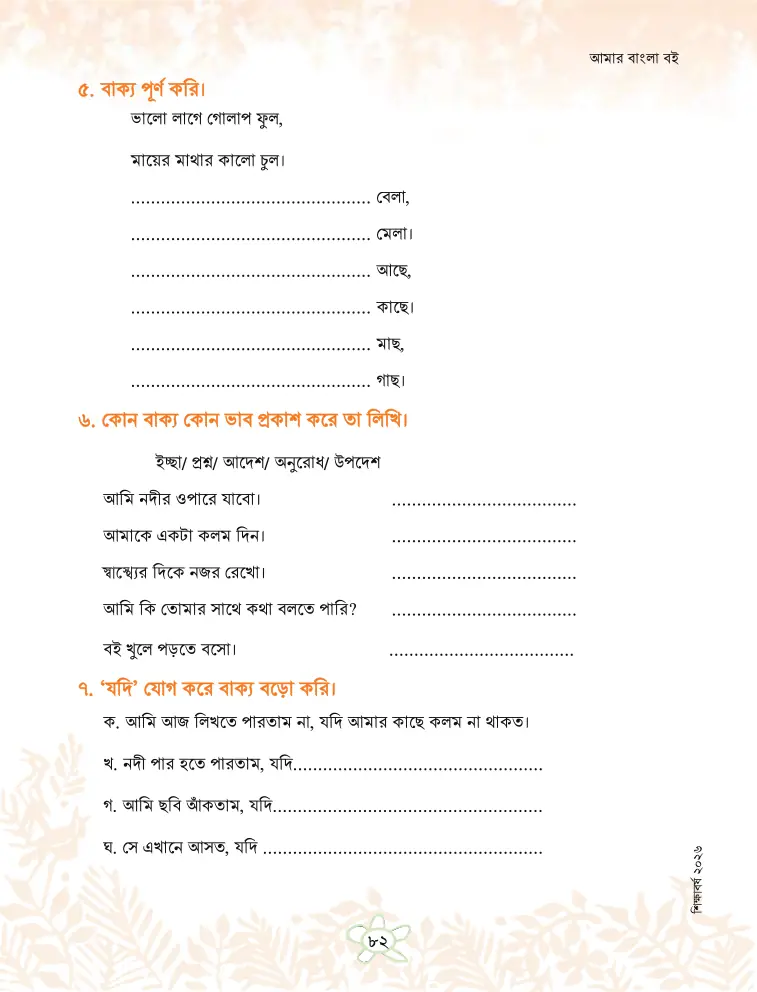 আমার বাংলা বই
৫. বাক্য পূর্ণ করি।
ভালো লাগে গোলাপ ফুল,
মায়ের মাথার কালো চুল।
................................................ বেলা,
................................................ মেলা।
................................................ আছে,
................................................ কাছে।
................................................ মাছ,
................................................ গাছ।
৬. কোন বাক্য কোন ভাব প্রকাশ করে তা লিখি।
ইচ্ছা/ প্রশ্ন/ আদেশ/ অনুরোধ/ উপদেশ
আমি নদীর ওপারে যাবো। .....................................
আমাকে একটা কলম দিন। .....................................
স্বাস্থ্যের দিকে নজর রেখো। .....................................
আমি কি তোমার সাথে কথা বলতে পারি? .....................................
বই খুলে পড়তে বসো। .....................................
৭. ‘যদি’ যোগ করে বাক্য বড়ো করি।
ক. আমি আজ লিখতে পারতাম না, যদি আমার কাছে কলম না থাকত।
খ. নদী পার হতে পারতাম, যদি..................................................
গ. আমি ছবি আঁকতাম, যদি......................................................
ঘ. সে এখানে আসত, যদি ........................................................
শিক্ষাবর্ষ ২০২৬
৮২